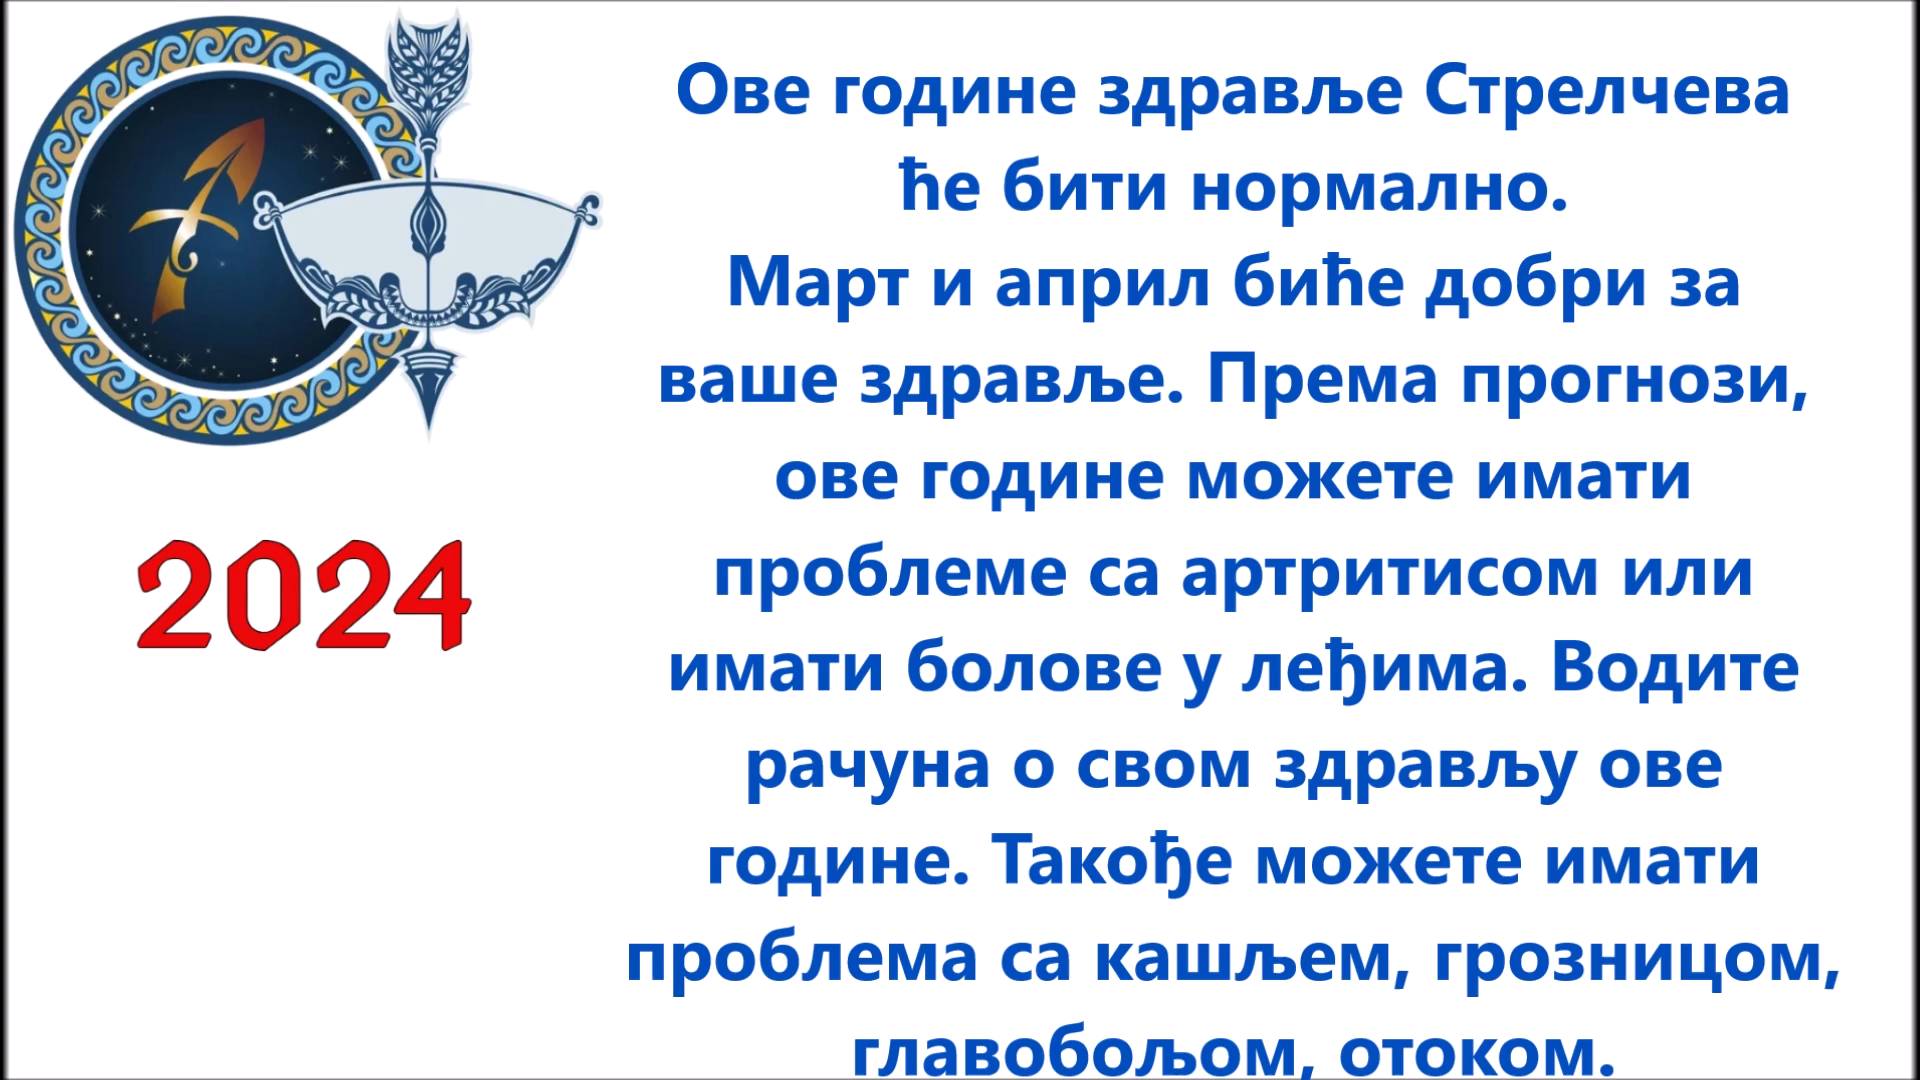 Ове године здравље Стрелчева
ће бити нормално.
Март и април биће добри за
ваше здравље. Према прогнози,
ове године можете имати
проблеме са артритисом или
имати болове у леђима. Водите
рачуна о свом здрављу ове
године. Такође можете имати
проблема са кашљем, грозницом,
главобољом, отоком.
2024